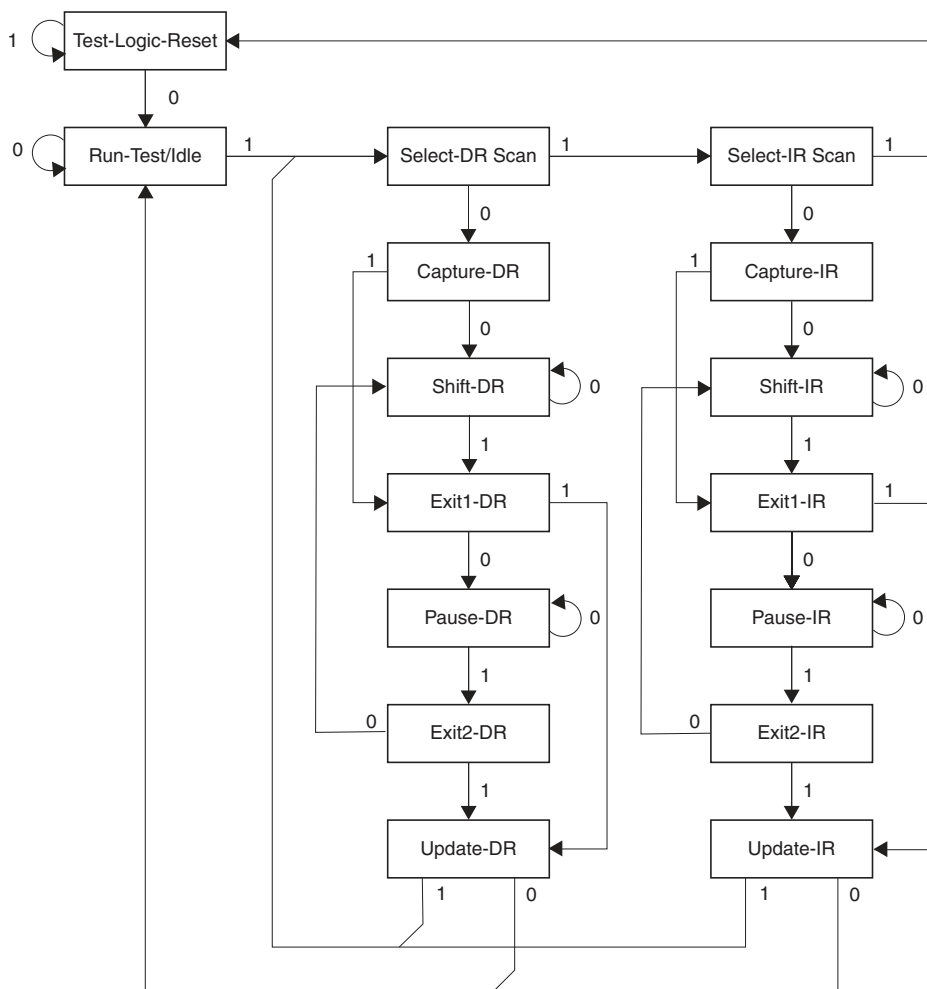 1 Test-Logic-Reset
0
0 Run-Test/Idle 1 Select-DR Scan 1 Select-IR Scan 1
0 0
1 Capture-DR 1 Capture-IR
0 0
Shift-DR 0 Shift-IR 0
1 1
Exit1-DR 1 Exit1-IR 1
0 0
Pause-DR 0 Pause-IR 0
1 1
0 Exit2-DR 0 Exit2-IR
1 1
Update-DR Update-IR
1 0 1 0